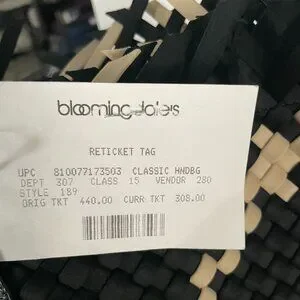 bloomingdale's
RETICKET TAG
UPC 810077173503 CLASSIC HNDBG
DEPT 307 CLASS 15 VENDOR 280
STYLE 189
ORIG TKT 440.00 CURR TKT 308.00